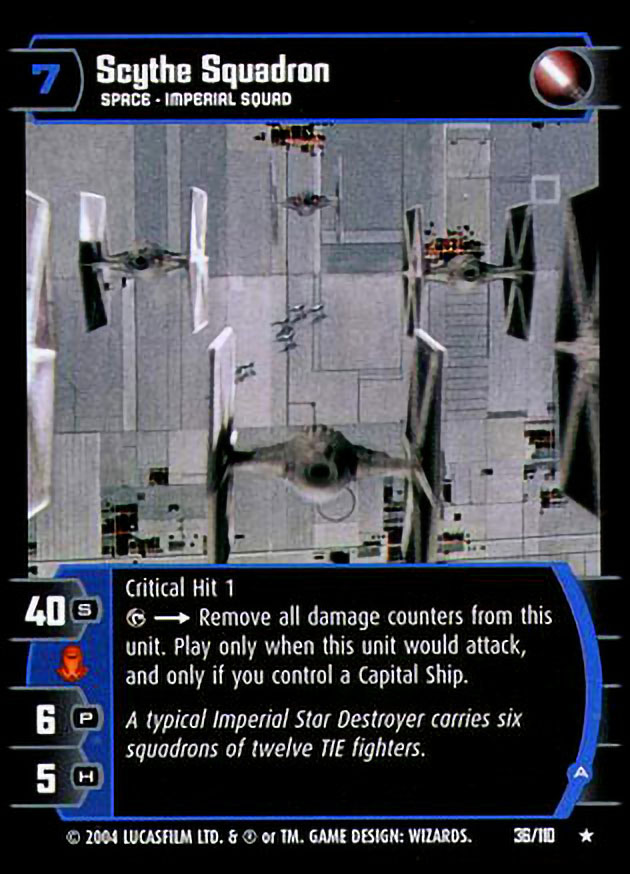 7
Scythe Squadron
SPACE - IMPERIAL SQUAD
40 S
6 P
5 H
Critical Hit 1
→ Remove all damage counters from this
unit. Play only when this unit would attack,
and only if you control a Capital Ship.
A typical Imperial Star Destroyer carries six
squadrons of twelve TIE fighters.
A
© 2004 LUCASFILM LTD. & ® or TM. GAME DESIGN: WIZARDS. 36/110 ★